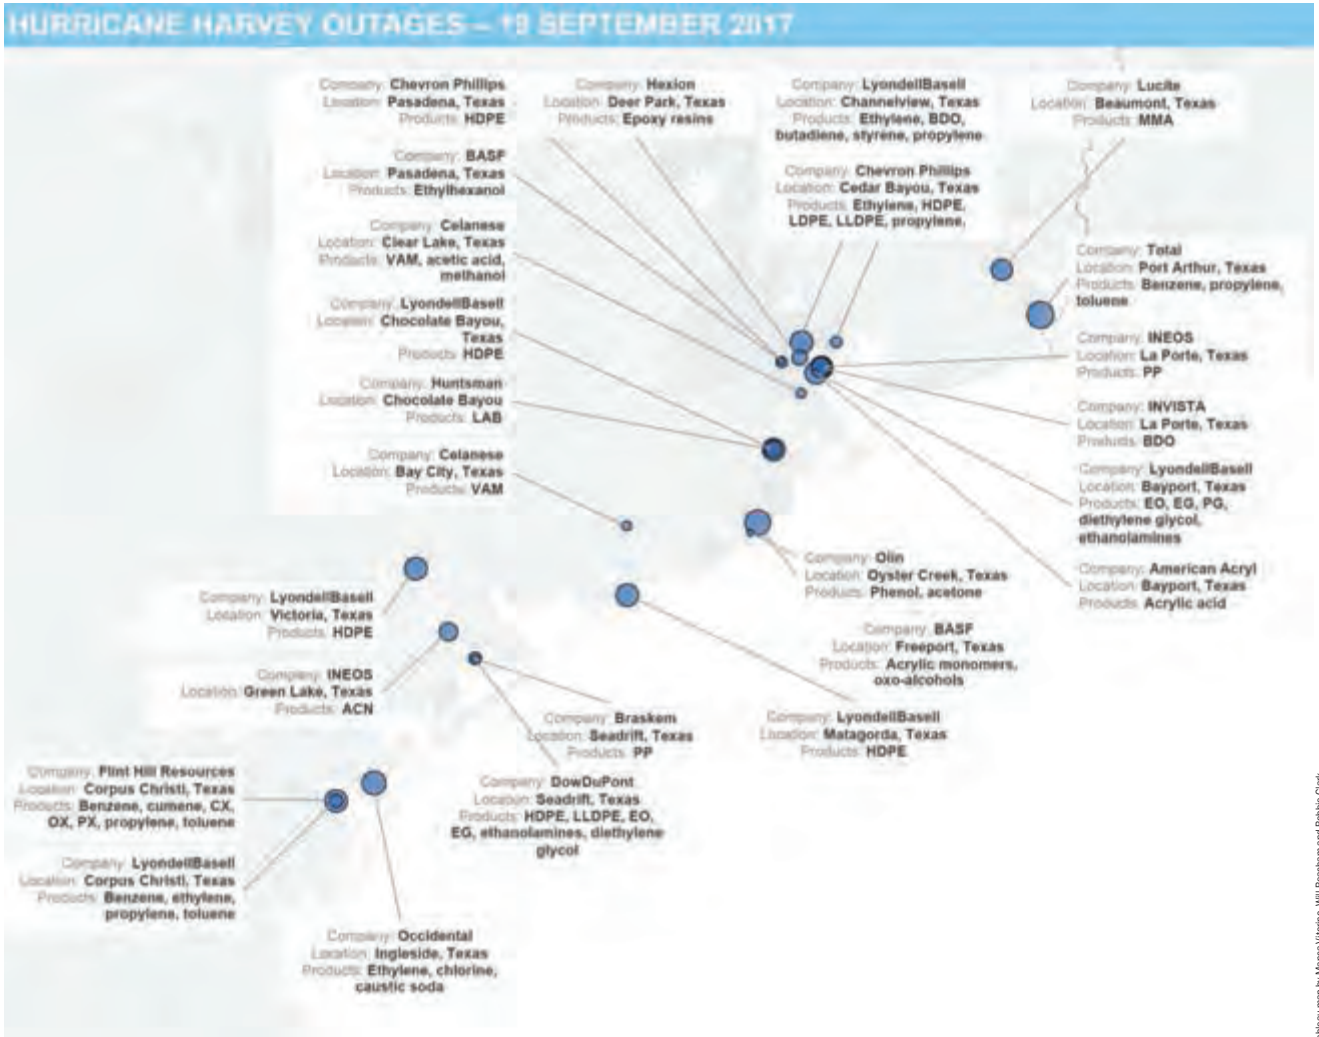 HURRICANE HARVEY OUTAGES – 19 SEPTEMBER 2017
Company: Chevron Phillips
Location: Pasadena, Texas
Products: HDPE
Company: Hexion
Location: Deer Park, Texas
Products: Epoxy resins
Company: LyondellBasell
Location: Channelview, Texas
Products: Ethylene, BDO,
butadiene, styrene, propylene
Company: Lucite
Location: Beaumont, Texas
Products: MMA
Company: BASF
Location: Pasadena, Texas
Products: Ethylhexanol
Company: Chevron Phillips
Location: Cedar Bayou, Texas
Products: Ethylene, HDPE,
LDPE, LLDPE, propylene,
Company: Celanese
Location: Clear Lake, Texas
Products: VAM, acetic acid,
methanol
Company: Total
Location: Port Arthur, Texas
Products: Benzene, propylene,
toluene
Company: LyondellBasell
Location: Chocolate Bayou,
Texas
Products: HDPE
Company: INEOS
Location: La Porte, Texas
Products: PP
Company: Huntsman
Location: Chocolate Bayou
Products: LAB
Company: INVISTA
Location: La Porte, Texas
Products: BDO
Company: Celanese
Location: Bay City, Texas
Products: VAM
Company: LyondellBasell
Location: Bayport, Texas
Products: EO, EG, PG,
diethylene glycol,
ethanolamines
Company: Olin
Location: Oyster Creek, Texas
Products: Phenol, acetone
Company: American Acryl
Location: Bayport, Texas
Products: Acrylic acid
Company: LyondellBasell
Location: Victoria, Texas
Products: HDPE
Company: BASF
Location: Freeport, Texas
Products: Acrylic monomers,
oxo-alcohols
Company: INEOS
Location: Green Lake, Texas
Products: ACN
Company: Braskem
Location: Seadrift, Texas
Products: PP
Company: LyondellBasell
Location: Matagorda, Texas
Products: HDPE
Company: Flint Hill Resources
Location: Corpus Christi, Texas
Products: Benzene, cumene, CX,
OX, PX, propylene, toluene
Company: DowDuPont
Location: Seadrift, Texas
Products: HDPE, LLDPE, EO,
EG, ethanolamines, diethylene
glycol
Company: LyondellBasell
Location: Corpus Christi, Texas
Products: Benzene, ethylene,
propylene, toluene
Company: Occidental
Location: Ingleside, Texas
Products: Ethylene, chlorine,
caustic soda